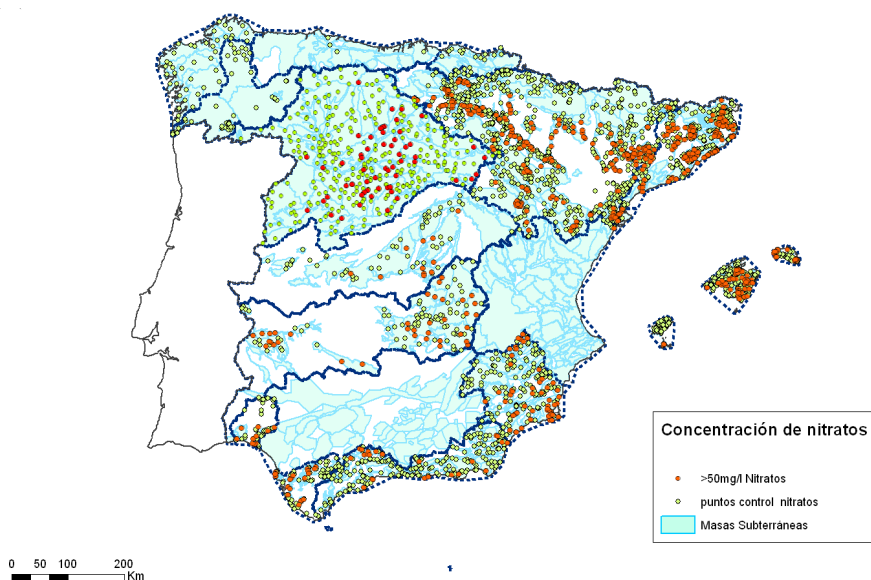 Concentración de nitratos
>50mg/l Nitratos
puntos control nitratos
Masas Subterráneas
0 50 100 200
Km